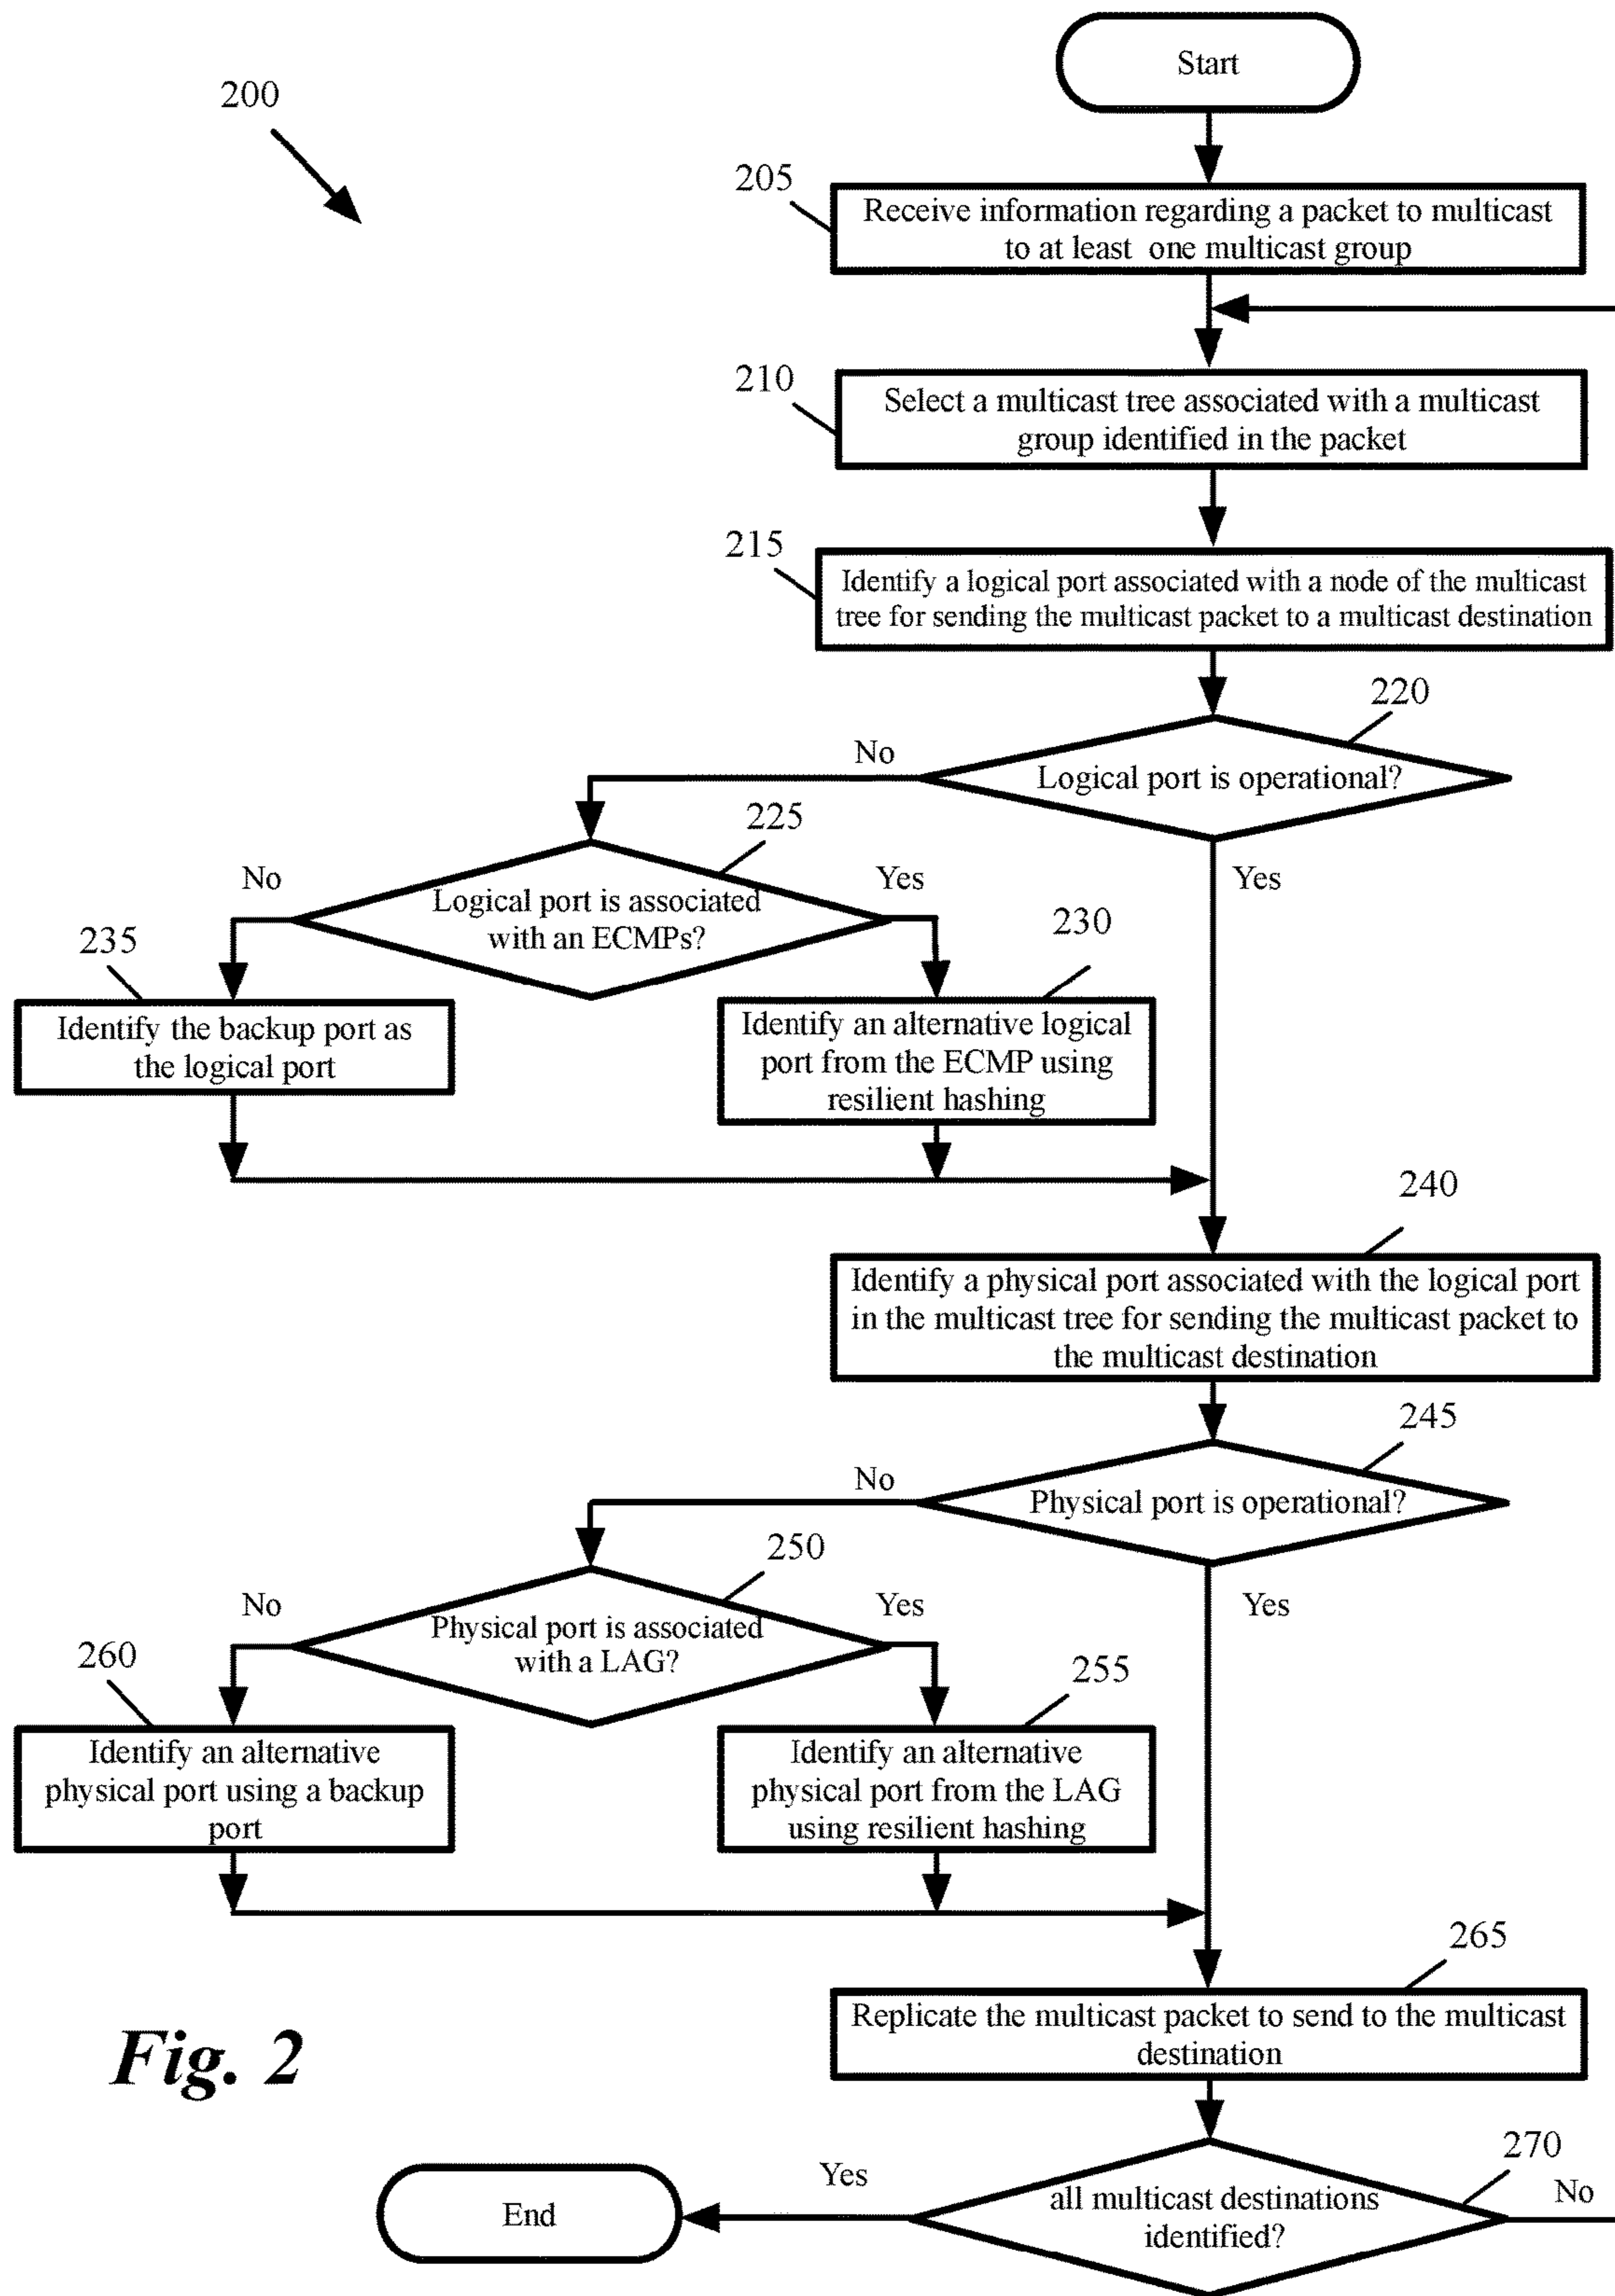 Start
200
205
Receive information regarding a packet to multicast
to at least one multicast group
210
Select a multicast tree associated with a multicast
group identified in the packet
215
Identify a logical port associated with a node of the multicast
tree for sending the multicast packet to a multicast destination
220
No
Logical port is operational?
225
No
Yes
Yes
Logical port is associated
with an ECMPs?
235
230
Identify the backup port as
the logical port
Identify an alternative logical
port from the ECMP using
resilient hashing
240
Identify a physical port associated with the logical port
in the multicast tree for sending the multicast packet to
the multicast destination
245
No
Physical port is operational?
250
No
Yes
Yes
Physical port is associated
with a LAG?
260
255
Identify an alternative
physical port using a backup
port
Identify an alternative
physical port from the LAG
using resilient hashing
265
Replicate the multicast packet to send to the multicast
destination
Fig. 2
270
Yes
No
all multicast destinations
identified?
End